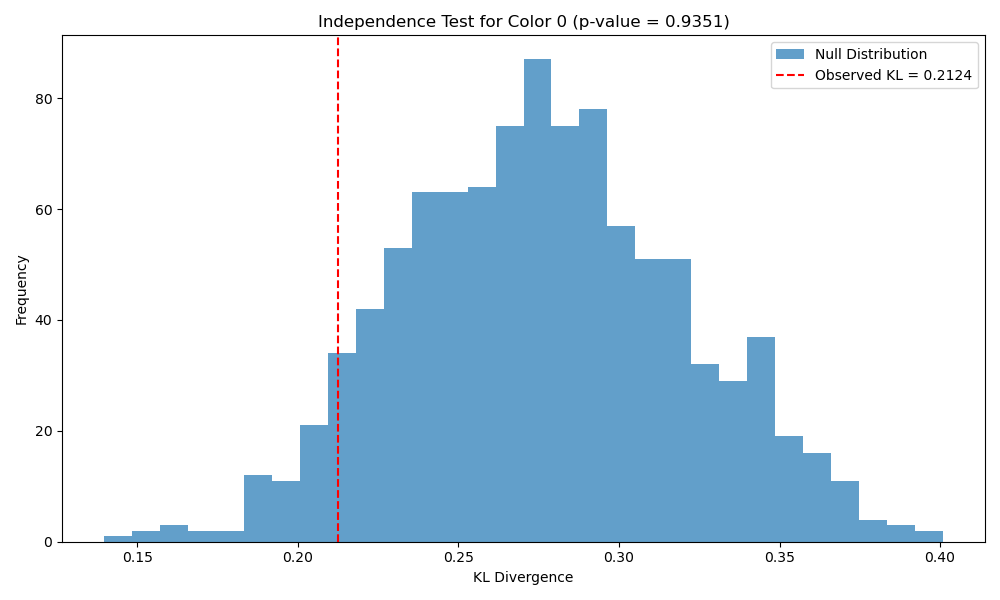 Independence Test for Color 0 (p-value = 0.9351)
Null Distribution
Observed KL = 0.2124
Frequency
80
60
40
20
0
0.15 0.20 0.25 0.30 0.35 0.40
KL Divergence